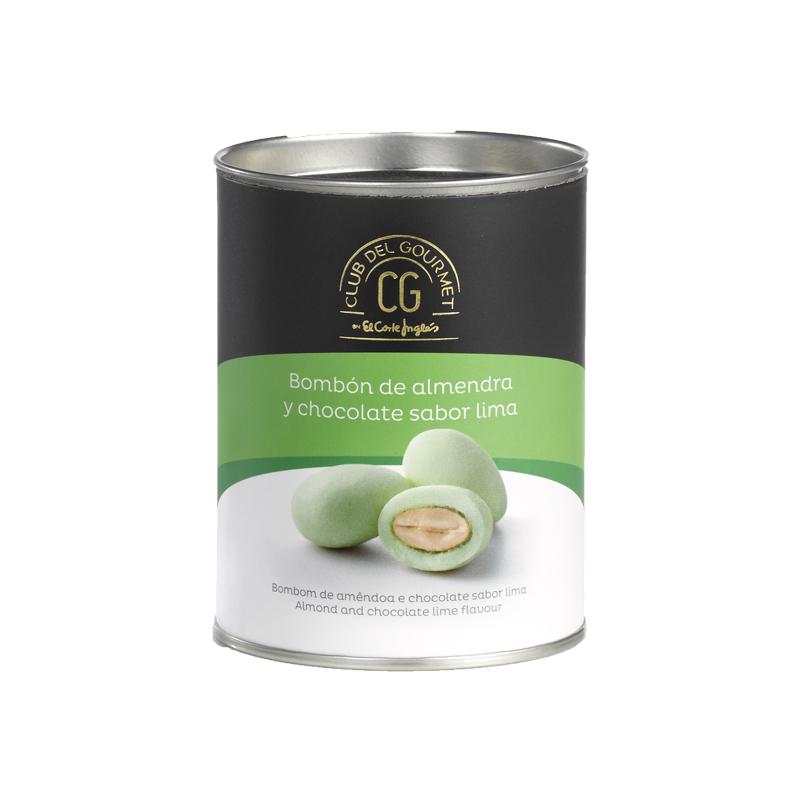 CLUB DEL GOURMET
CG
EN El Corte Inglés
Bombón de almendra
y chocolate sabor lima
Bombom de amêndoa e chocolate sabor lima
Almond and chocolate lime flavour